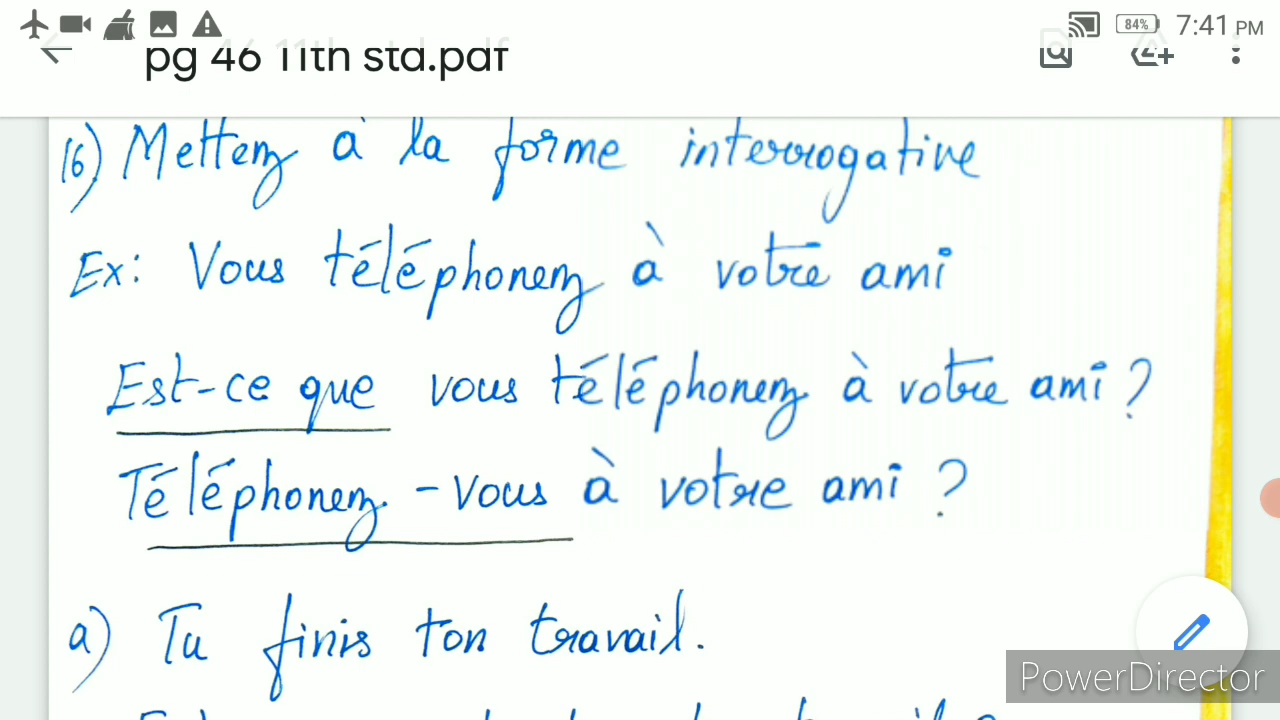 84% 7:41 PM
pg 46 11th std.pdf
16) Mettez à la forme interrogative
Ex: Vous téléphonez à votre ami
Est-ce que vous téléphonez à votre ami ?
Téléphonez-vous à votre ami ?
a) Tu finis ton travail.
PowerDirector